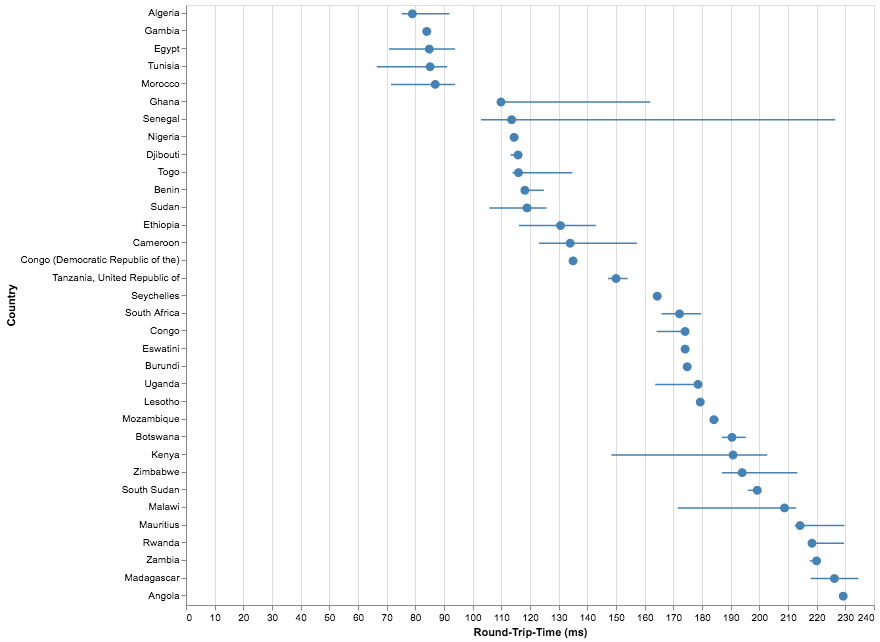 Algeria
Gambia
Egypt
Tunisia
Morocco
Ghana
Senegal
Nigeria
Djibouti
Togo
Benin
Sudan
Ethiopia
Cameroon
Congo (Democratic Republic of the)
Tanzania, United Republic of
Seychelles
South Africa
Congo
Eswatini
Burundi
Uganda
Lesotho
Mozambique
Botswana
Kenya
Zimbabwe
South Sudan
Malawi
Mauritius
Rwanda
Zambia
Madagascar
Angola
Country
0 10 20 30 40 50 60 70 80 90 100 110 120 130 140 150 160 170 180 190 200 210 220 230 240
Round-Trip-Time (ms)